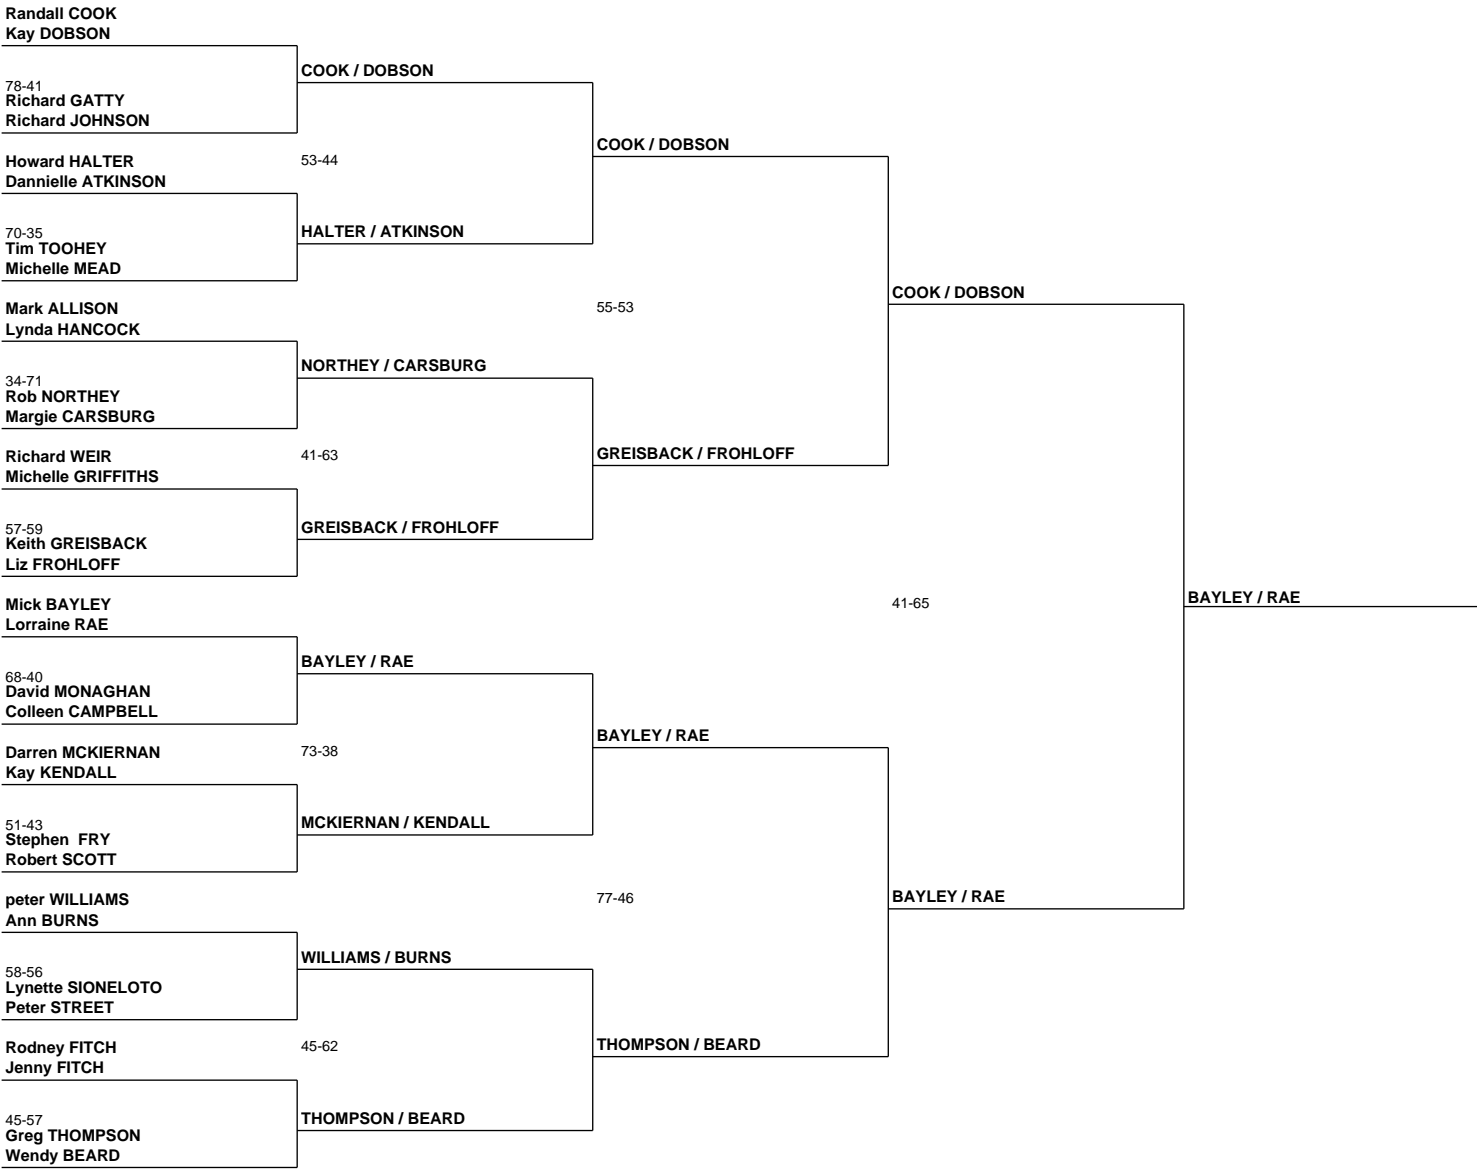 Randall COOK
Kay DOBSON
78-41
Richard GATTY
Richard JOHNSON
Howard HALTER
Dannielle ATKINSON
70-35
Tim TOOHEY
Michelle MEAD
Mark ALLISON
Lynda HANCOCK
34-71
Rob NORTHEY
Margie CARSBURG
Richard WEIR
Michelle GRIFFITHS
57-59
Keith GREISBACK
Liz FROHLOFF
Mick BAYLEY
Lorraine RAE
68-40
David MONAGHAN
Colleen CAMPBELL
Darren MCKIERNAN
Kay KENDALL
51-43
Stephen  FRY
Robert SCOTT
peter WILLIAMS
Ann BURNS
58-56
Lynette SIONELOTO
Peter STREET
Rodney FITCH
Jenny FITCH
45-57
Greg THOMPSON
Wendy BEARD
COOK / DOBSON
53-44
HALTER / ATKINSON
NORTHEY / CARSBURG
41-63
GREISBACK / FROHLOFF
BAYLEY / RAE
73-38
MCKIERNAN / KENDALL
WILLIAMS / BURNS
45-62
THOMPSON / BEARD
COOK / DOBSON
55-53
GREISBACK / FROHLOFF
BAYLEY / RAE
77-46
THOMPSON / BEARD
COOK / DOBSON
41-65
BAYLEY / RAE
BAYLEY / RAE